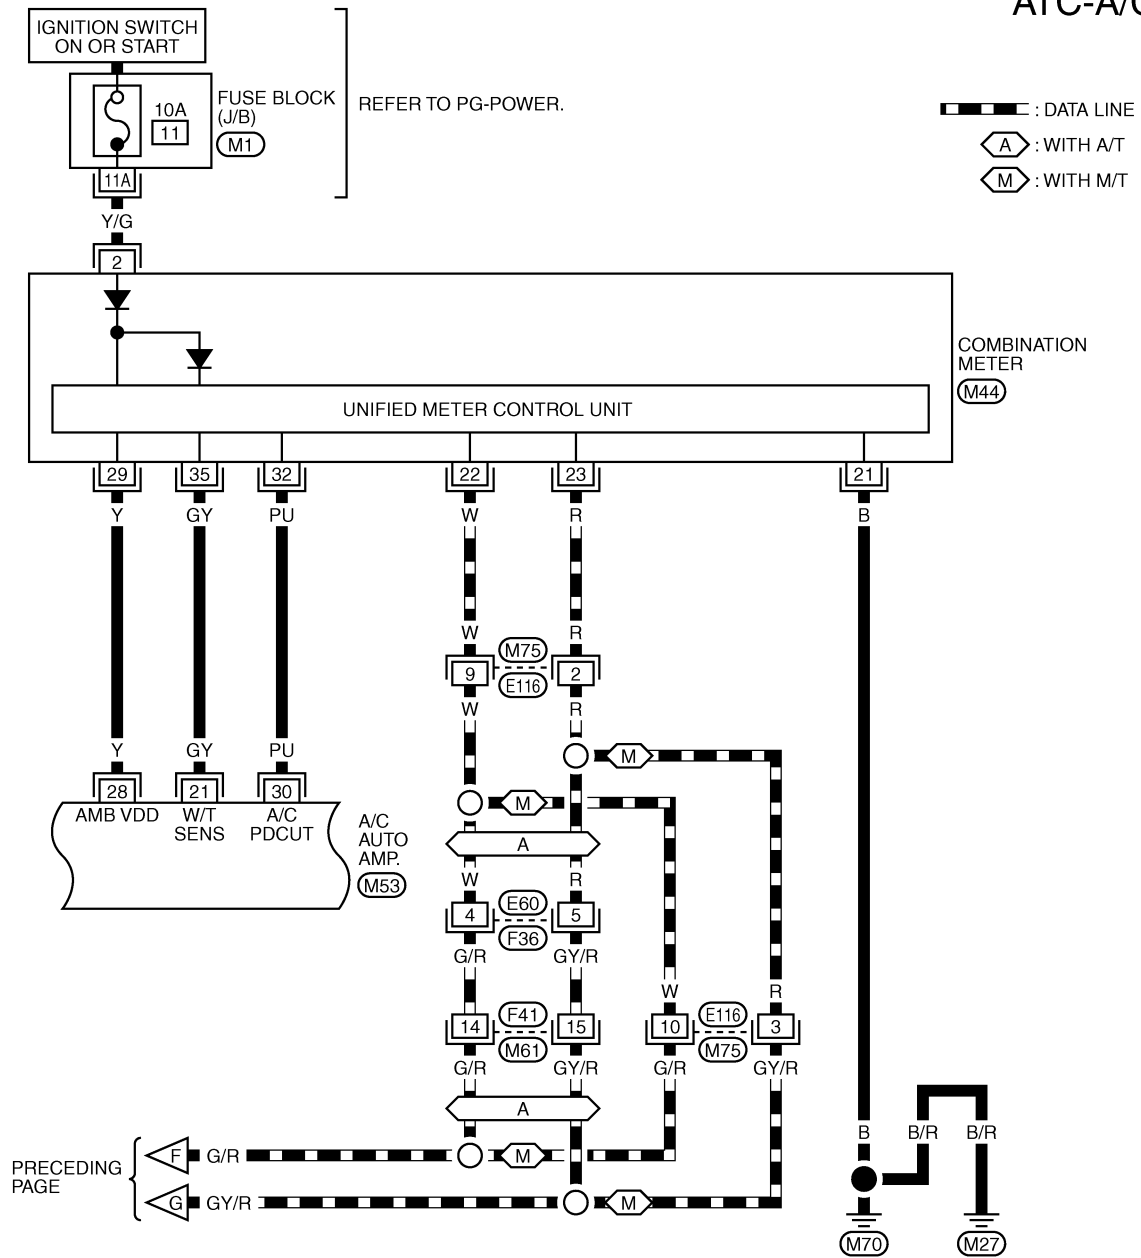 ATC-A/C
IGNITION SWITCH
ON OR START
10A
11
FUSE BLOCK
(J/B)
M1
REFER TO PG-POWER.
: DATA LINE
A : WITH A/T
M : WITH M/T
11A
Y/G
2
COMBINATION
METER
M44
UNIFIED METER CONTROL UNIT
29 35 32 22 23 21
Y GY PU W R B
W M75 R
9 E116 2
W R
M
Y GY PU
28 21 30
AMB VDD W/T
SENS A/C
PDCUT
A/C
AUTO
AMP.
M53
M
A
W R
4 E60 5
F36
G/R GY/R
W R
14 F41 15
M61
10 E116 3
M75
G/R GY/R G/R GY/R
A
B B/R B/R
PRECEDING
PAGE
F G/R M
G GY/R M
M70 M27